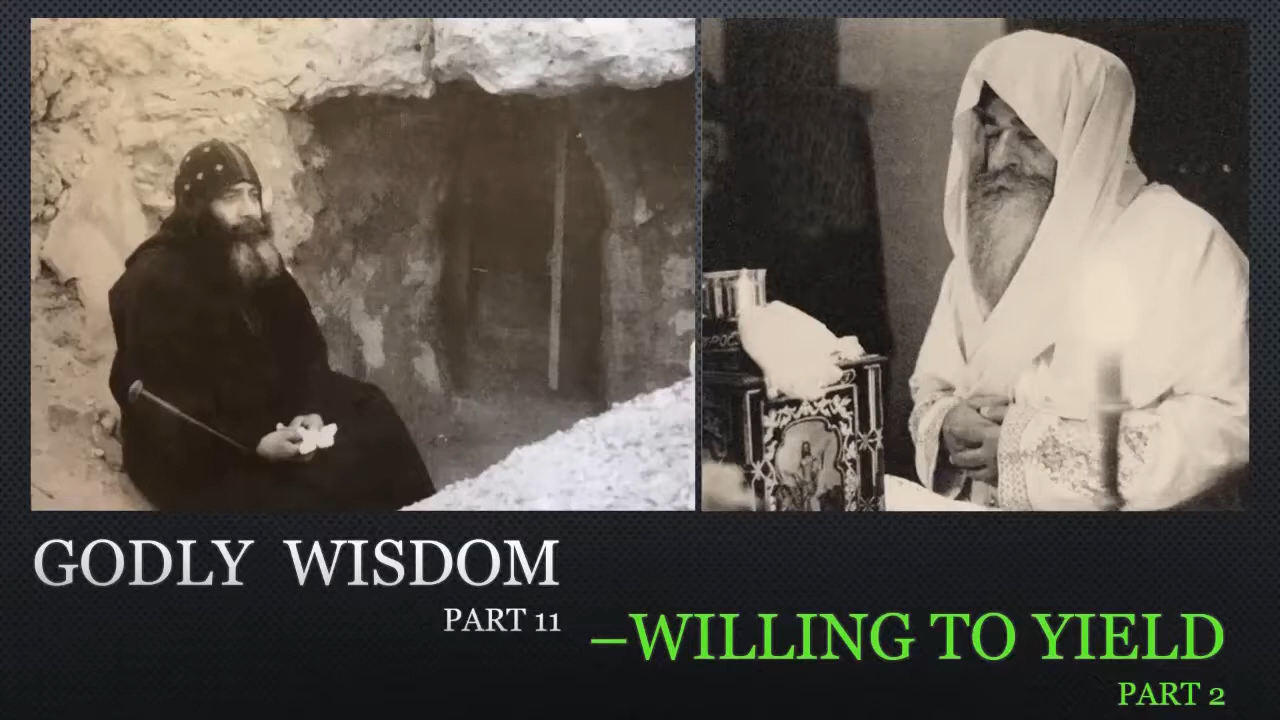 GODLY WISDOM
PART 11
–WILLING TO YIELD
PART 2